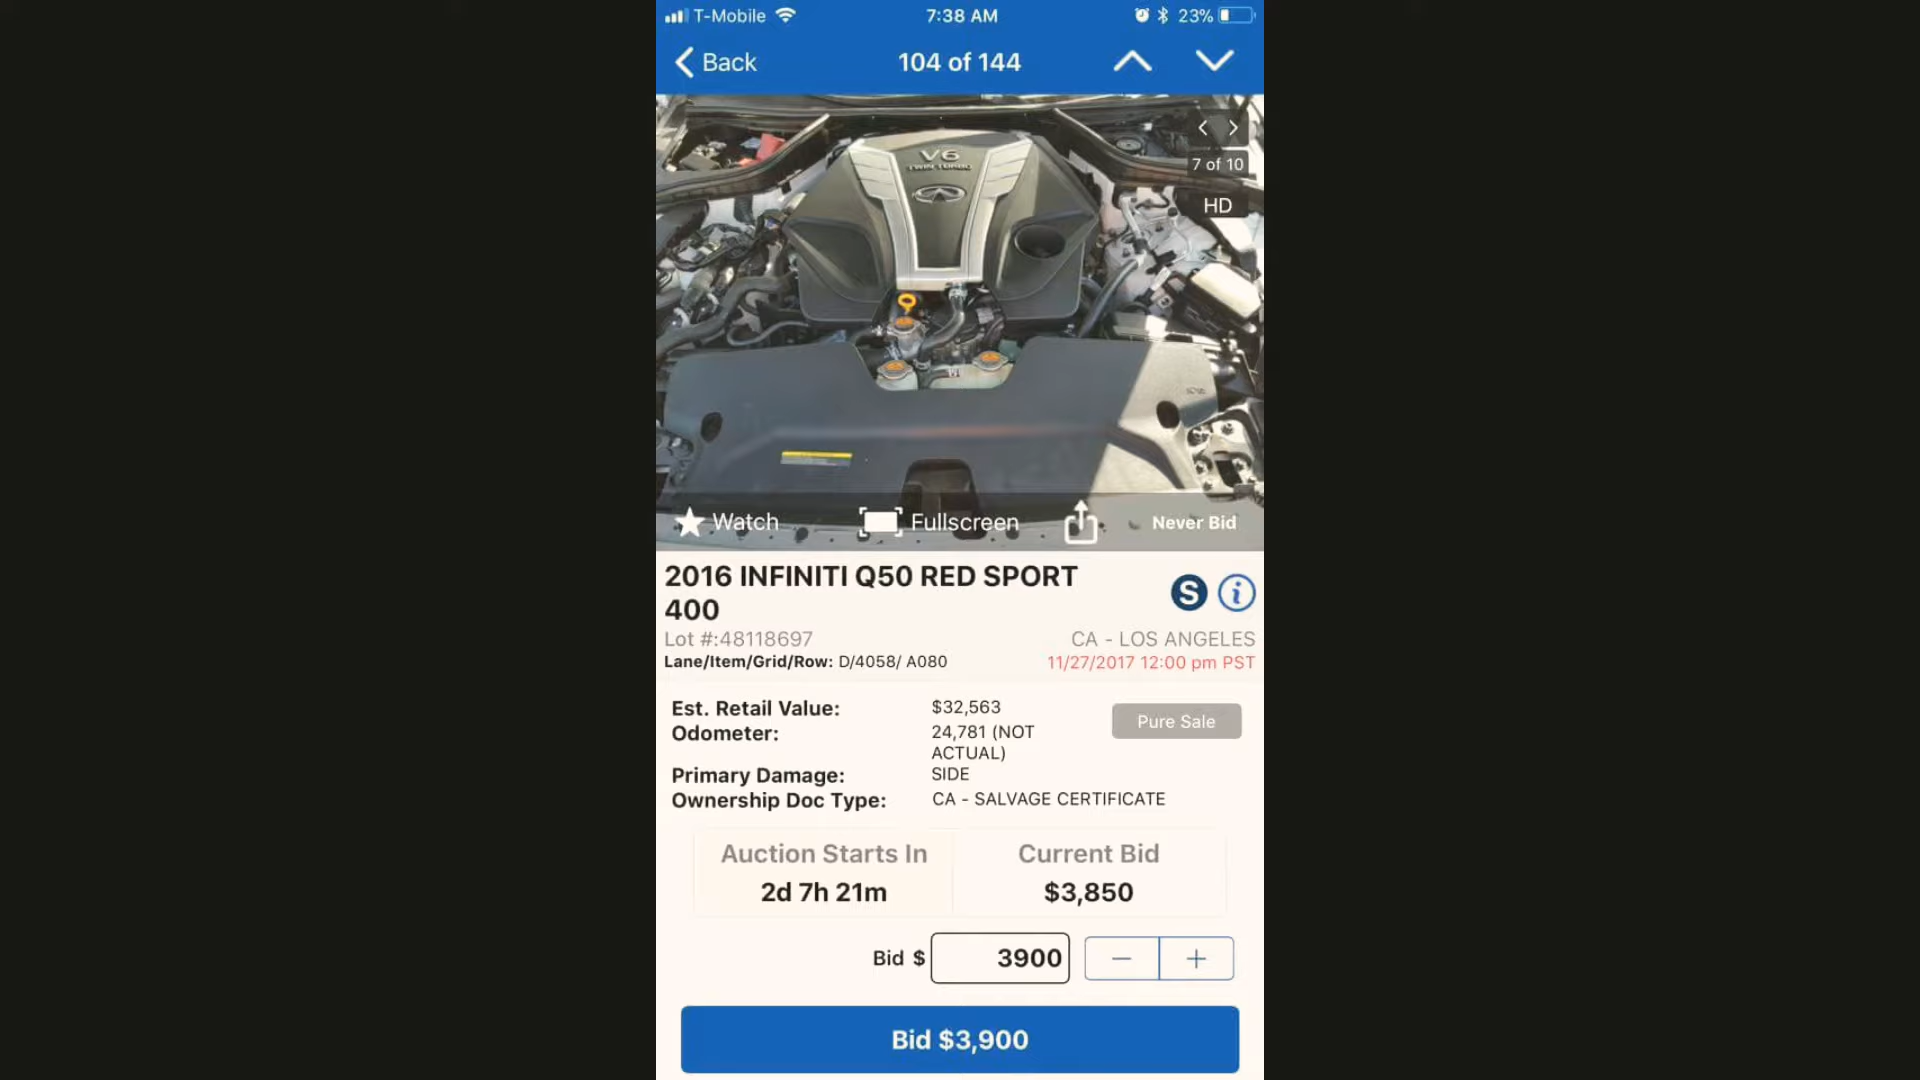 T-Mobile 7:38 AM 23%
Back 104 of 144
V6
TWIN TURBO
7 of 10
HD
Watch Fullscreen Never Bid
2016 INFINITI Q50 RED SPORT
400
Lot #:48118697 CA - LOS ANGELES
Lane/Item/Grid/Row: D/4058/ A080 11/27/2017 12:00 pm PST
Est. Retail Value: $32,563
Odometer: 24,781 (NOT
ACTUAL)
Pure Sale
Primary Damage: SIDE
Ownership Doc Type: CA - SALVAGE CERTIFICATE
Auction Starts In Current Bid
2d 7h 21m $3,850
Bid $ 3900
Bid $3,900